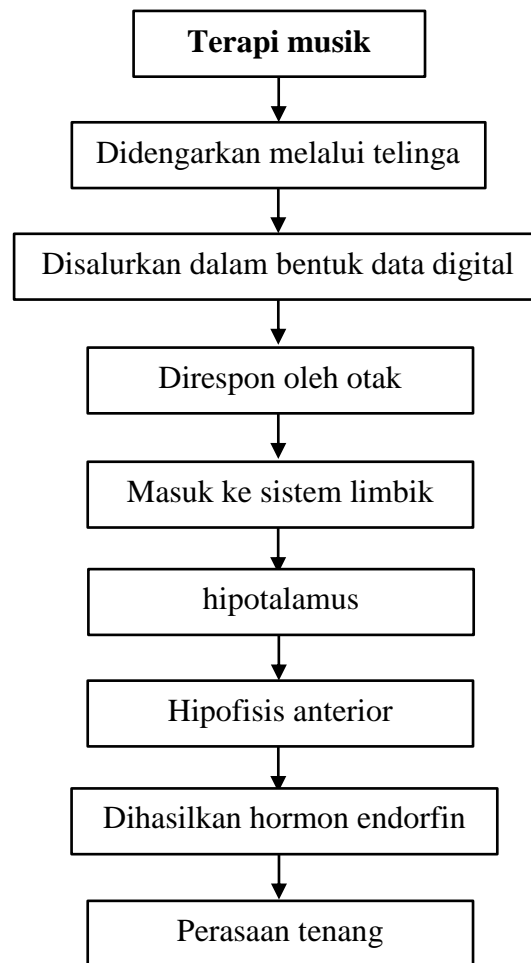 Terapi musik
Didengarkan melalui telinga
Disalurkan dalam bentuk data digital
Direspon oleh otak
Masuk ke sistem limbik
hipotalamus
Hipofisis anterior
Dihasilkan hormon endorfin
Perasaan tenang